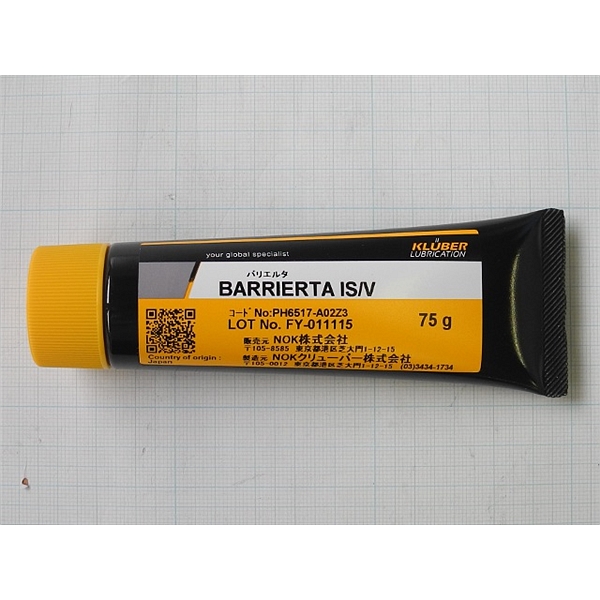 your global specialist
KLÜBER
LUBRICATION
バリエルタ
BARRIERTA IS/V
コード No:PH6517-A02Z3
LOT No. FY-011115
75 g
販売元 NOK株式会社
〒105-8585 東京都港区芝大門1-12-15
製造元 NOKクリューバー株式会社
〒105-0012 東京都港区芝大門1-12-15 (03)3434-1734
Country of origin :
Japan